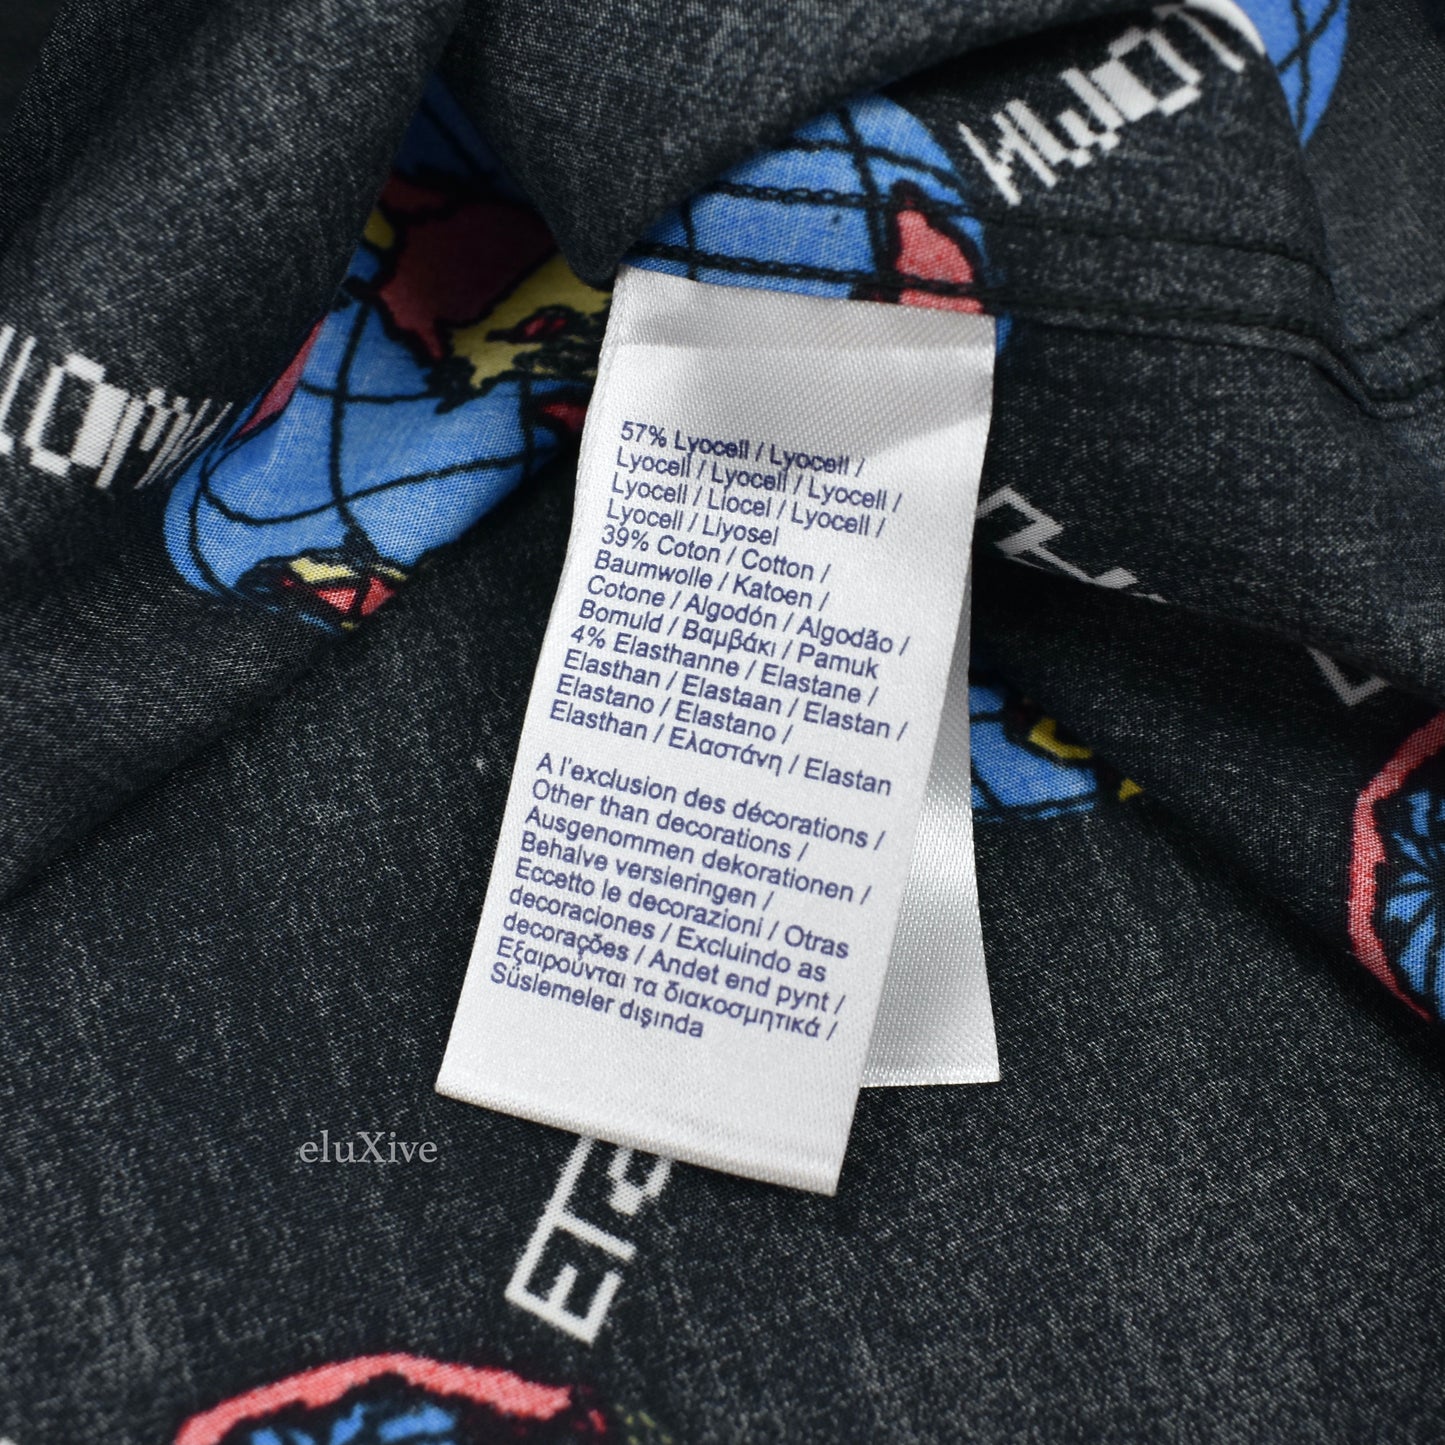 57% Lyocell / Lyocell /
Lyocell / Lyocell / Lyocell /
Lyocell / Liocel / Lyocell /
Lyocell / Liyosel
39% Coton / Cotton /
Baumwolle / Katoen /
Cotone / Algodón / Algodão /
Bomuld / Βαμβάκι / Pamuk
4% Elasthanne / Elastane /
Elasthan / Elastaan / Elastan /
Elastano / Elastano /
Elasthan / Ελαστάνη / Elastan
A l'exclusion des décorations /
Other than decorations /
Ausgenommen dekorationen /
Behalve versieringen /
Eccetto le decorazioni / Otras
decoraciones / Excluindo as
decorações / Andet end pynt /
Εξαιρούνται τα διακοσμητικά /
Süslemeler dışında
eluXive